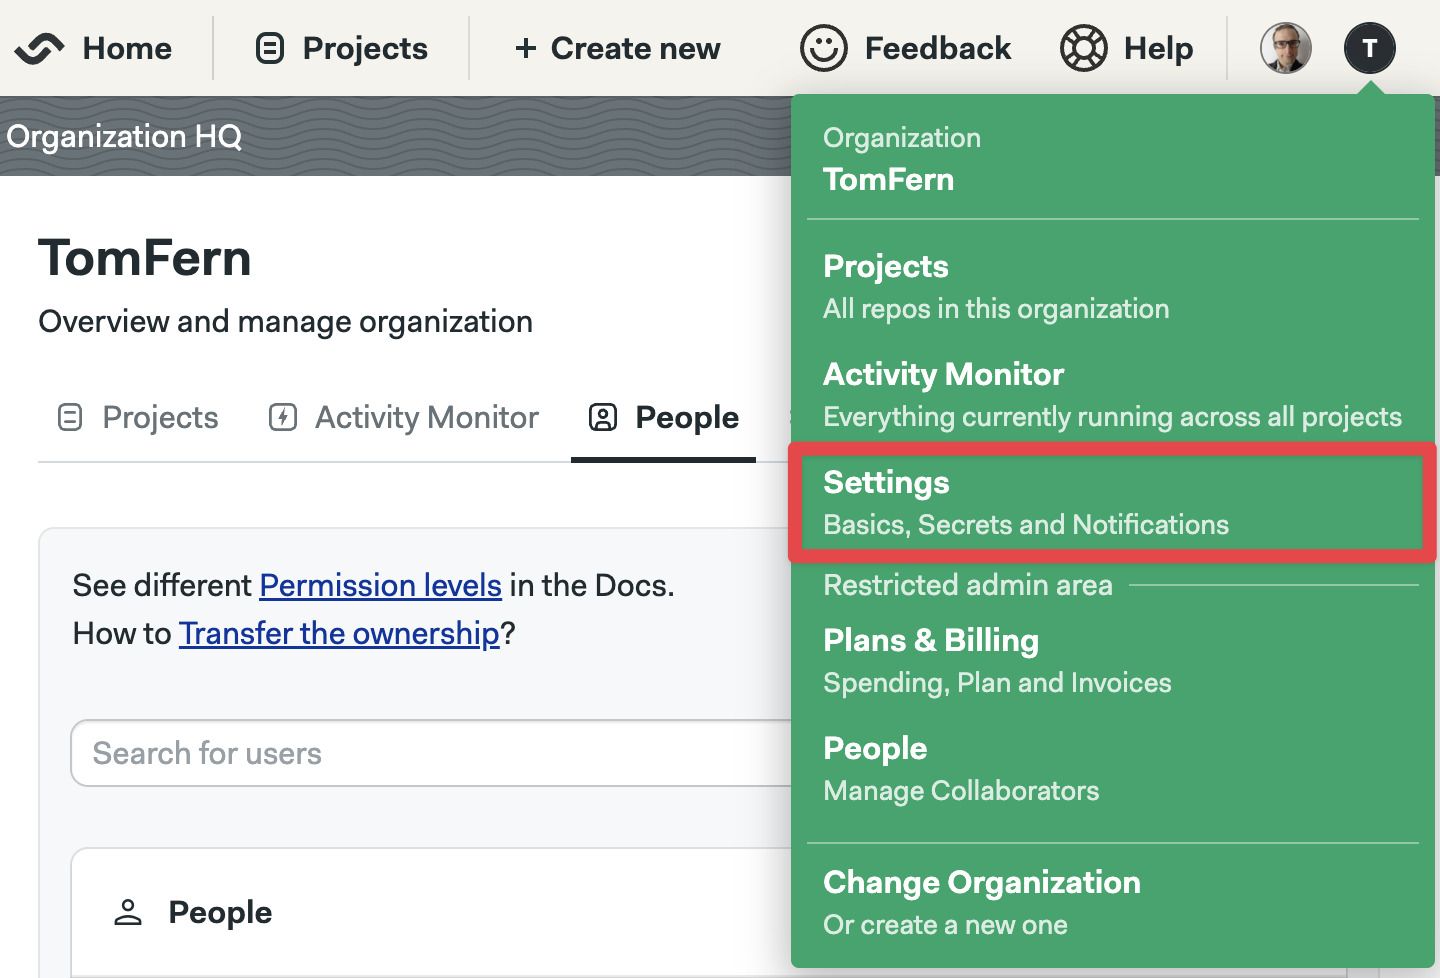 Home
Projects
+ Create new
Feedback
Help
T
Organization HQ
TomFern
Overview and manage organization
Projects
Activity Monitor
People
See different Permission levels in the Docs.
How to Transfer the ownership?
Search for users
People
Organization
TomFern
Projects
All repos in this organization
Activity Monitor
Everything currently running across all projects
Settings
Basics, Secrets and Notifications
Restricted admin area
Plans & Billing
Spending, Plan and Invoices
People
Manage Collaborators
Change Organization
Or create a new one